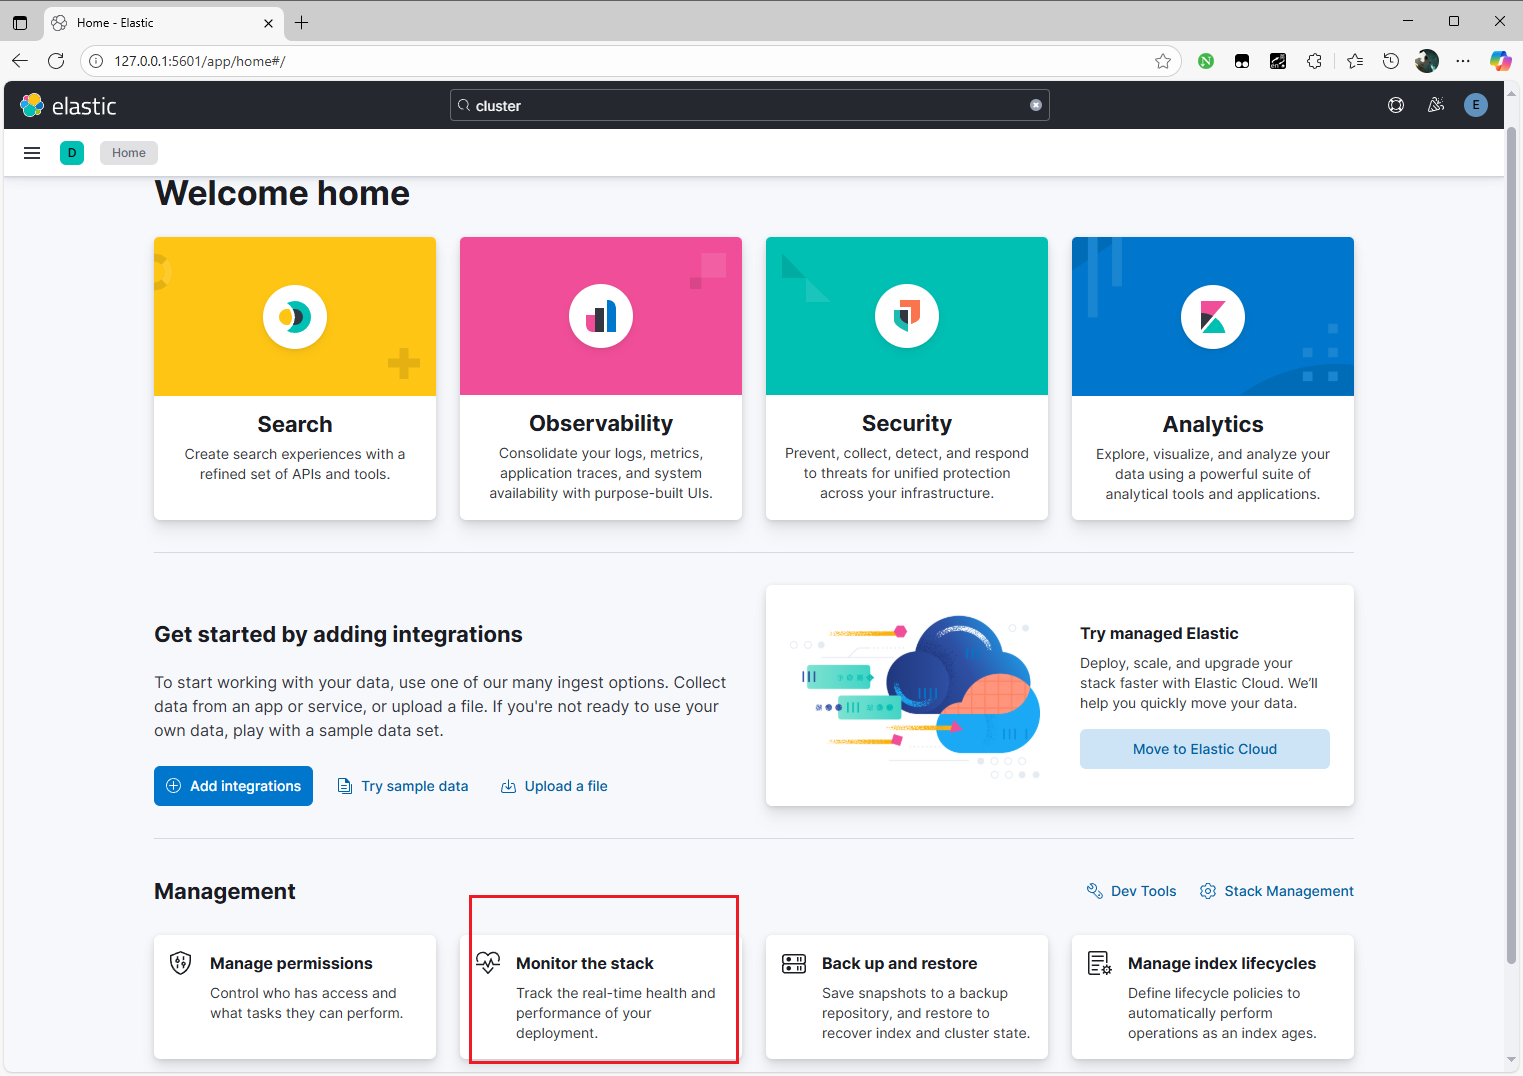 Home - Elastic
127.0.0.1:5601/app/home#/
elastic
cluster
E
D
Home
Welcome home
Search
Create search experiences with a
refined set of APIs and tools.
Observability
Consolidate your logs, metrics,
application traces, and system
availability with purpose-built UIs.
Security
Prevent, collect, detect, and respond
to threats for unified protection
across your infrastructure.
Analytics
Explore, visualize, and analyze your
data using a powerful suite of
analytical tools and applications.
Get started by adding integrations
To start working with your data, use one of our many ingest options. Collect
data from an app or service, or upload a file. If you're not ready to use your
own data, play with a sample data set.
Add integrations
Try sample data
Upload a file
Try managed Elastic
Deploy, scale, and upgrade your
stack faster with Elastic Cloud. We’ll
help you quickly move your data.
Move to Elastic Cloud
Management
Dev Tools
Stack Management
Manage permissions
Control who has access and
what tasks they can perform.
Monitor the stack
Track the real-time health and
performance of your
deployment.
Back up and restore
Save snapshots to a backup
repository, and restore to
recover index and cluster state.
Manage index lifecycles
Define lifecycle policies to
automatically perform
operations as an index ages.